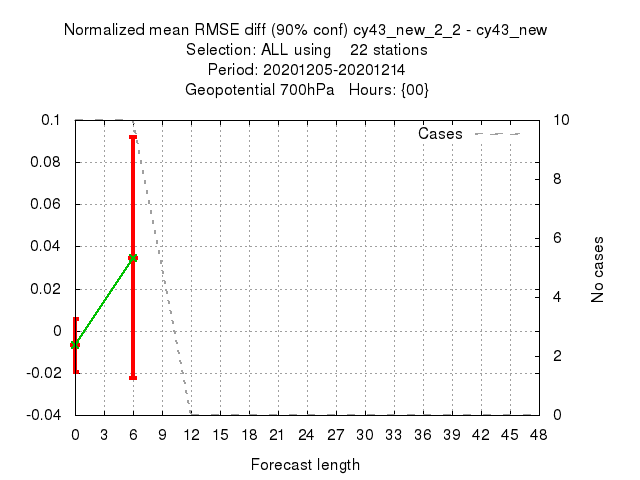 Normalized mean RMSE diff (90% conf) cy43_new_2_2 - cy43_new
Selection: ALL using 22 stations
Period: 20201205-20201214
Geopotential 700hPa Hours: {00}
Cases
0.1
0.08
0.06
0.04
0.02
0
-0.02
-0.04
10
8
6
4
2
0
No cases
0 3 6 9 12 15 18 21 24 27 30 33 36 39 42 45 48
Forecast length